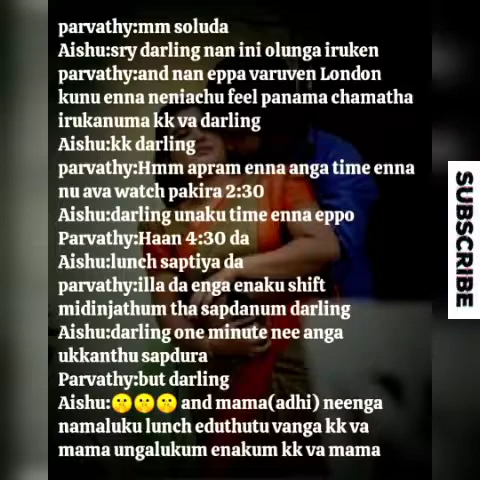 parvathy:mm soluda
Aishu:sry darling nan ini olunga iruken
parvathy:and nan eppa varuven London
kunu enna neniachu feel panama chamatha
irukanuma kk va darling
Aishu:kk darling
parvathy:Hmm apram enna anga time enna
nu ava watch pakira 2:30
Aishu:darling unaku time enna eppo
Parvathy:Haan 4:30 da
Aishu:lunch saptiya da
parvathy:illa da enga enaku shift
midinjathum tha sapdanum darling
Aishu:darling one minute nee anga
ukkanthu sapdura
Parvathy:but darling
Aishu:🤫🤫🤫 and mama(adhi) neenga
namaluku lunch eduthutu vanga kk va
mama ungalukum enakum kk va mama
SUBSCRIBE